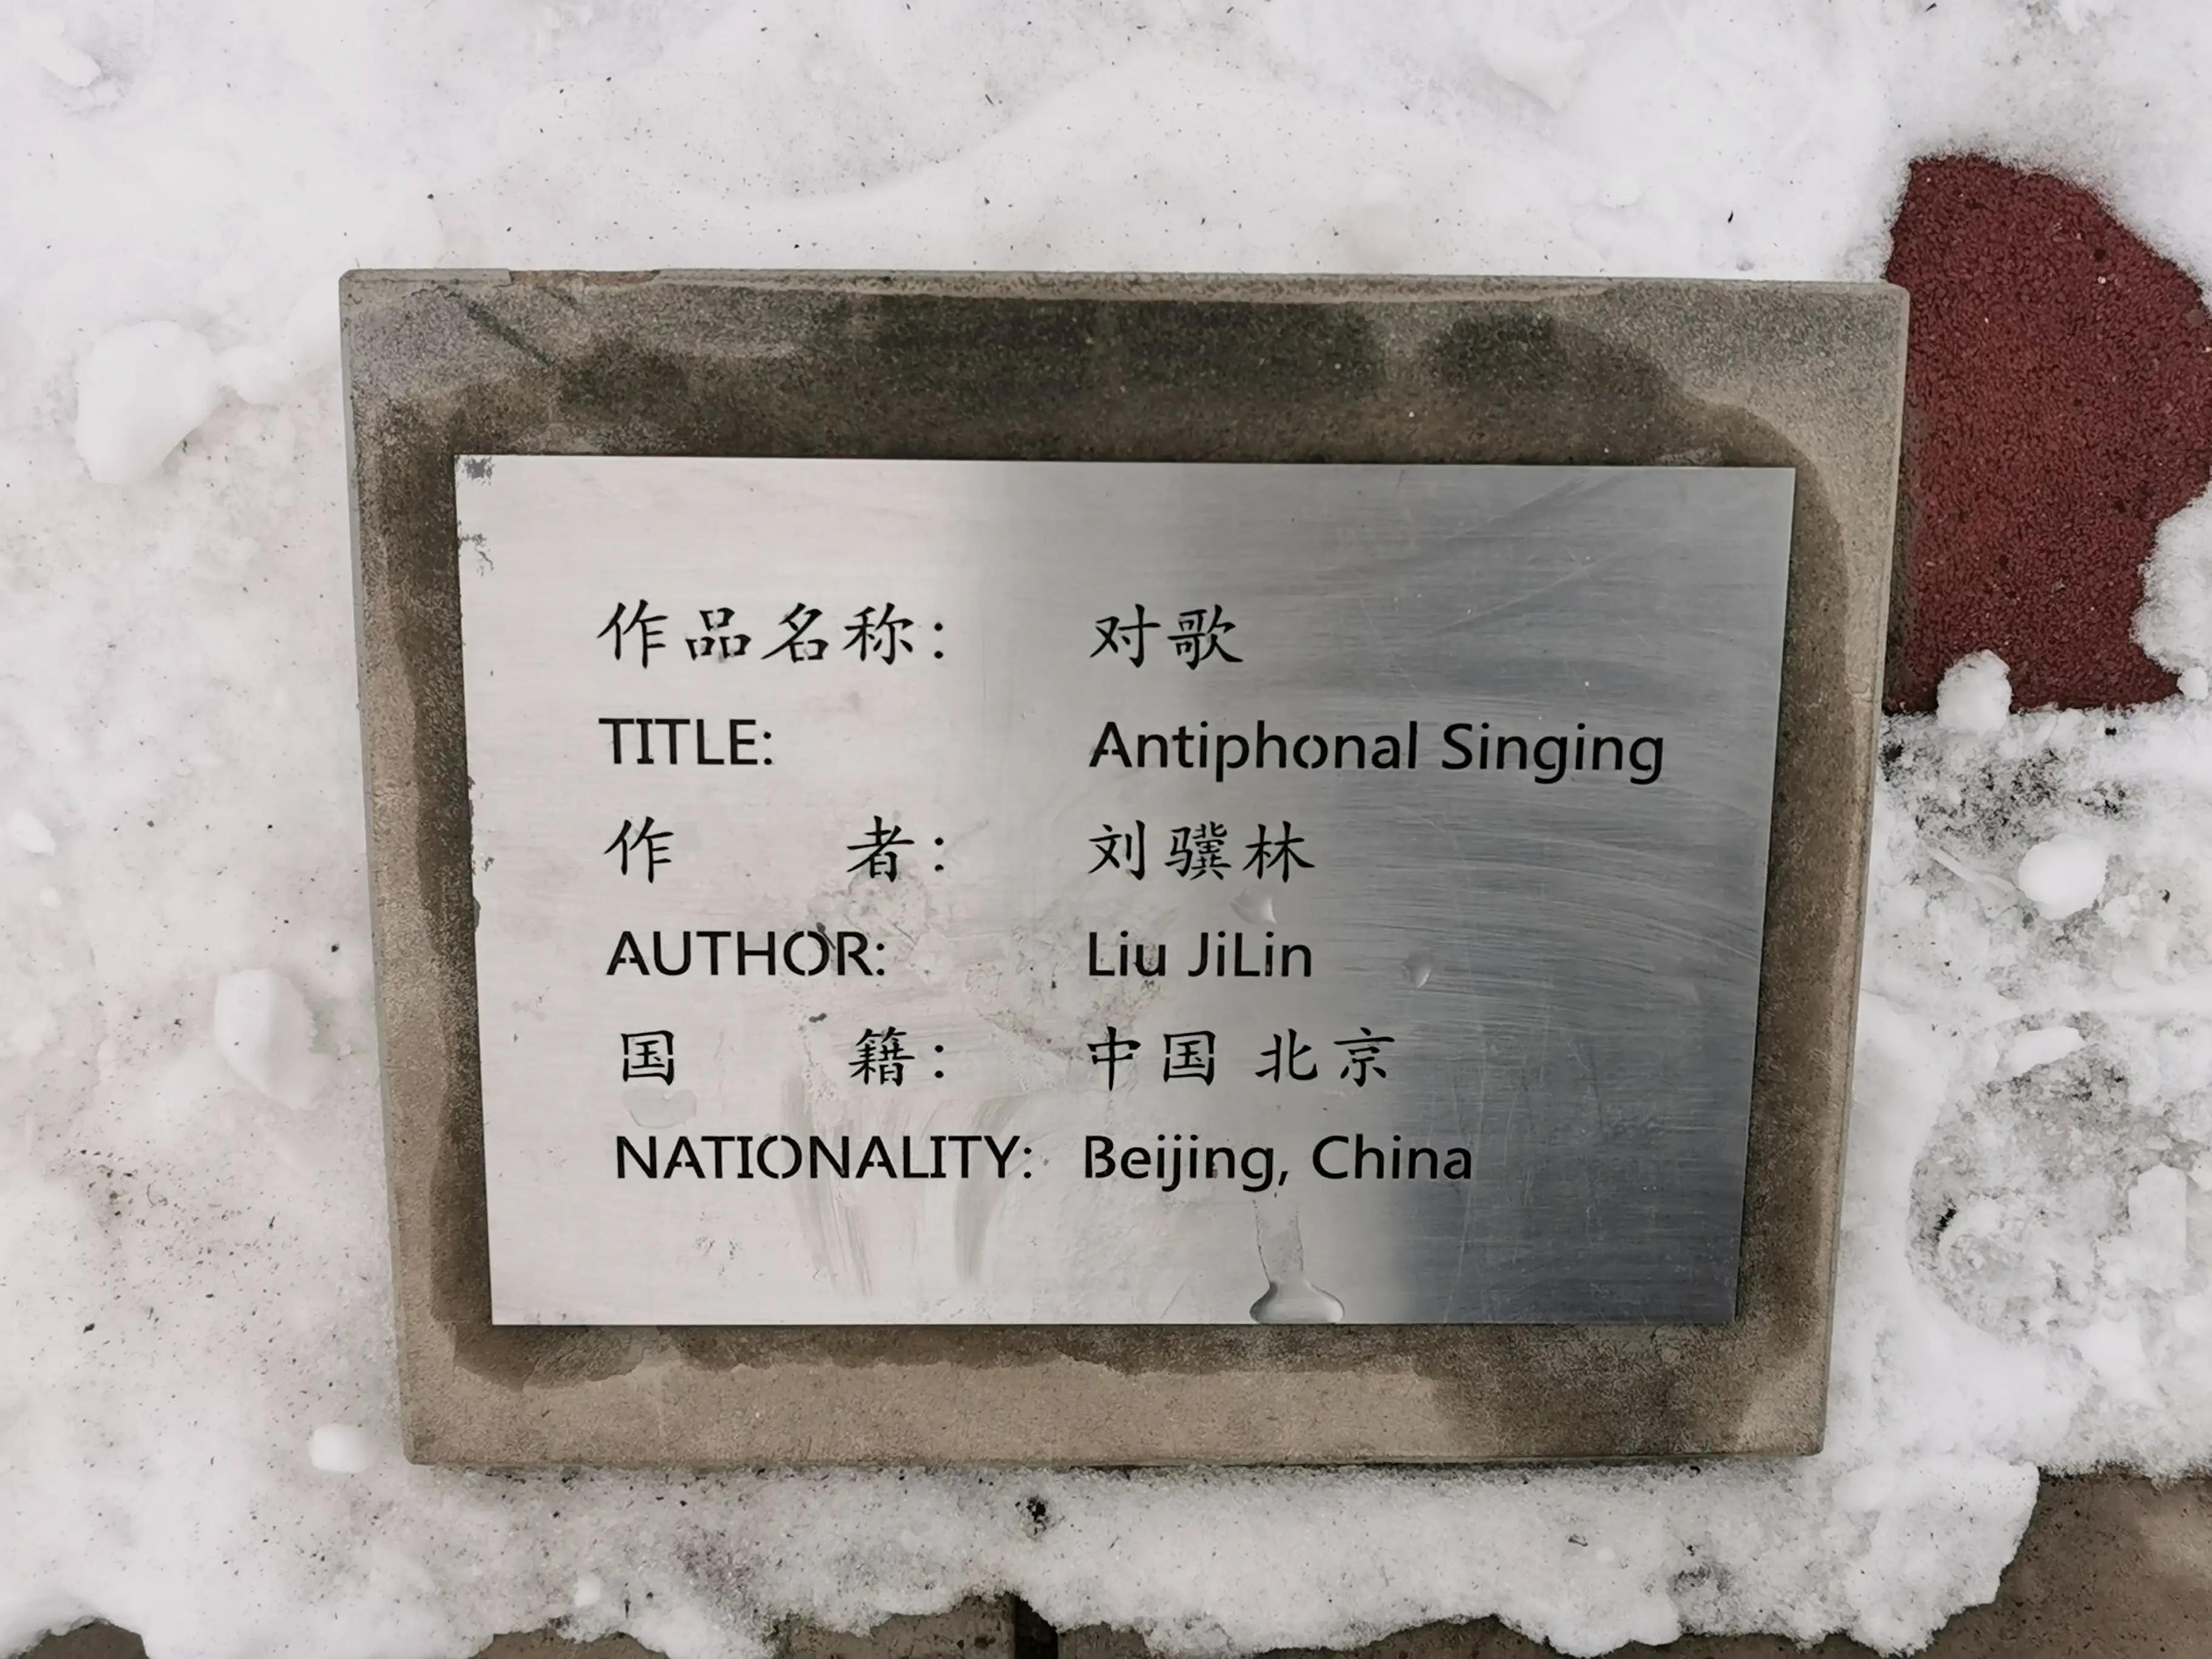 作品名称: 对歌
TITLE: Antiphonal Singing
作 者: 刘骥林
AUTHOR: Liu JiLin
国 籍: 中国 北京
NATIONALITY: Beijing, China